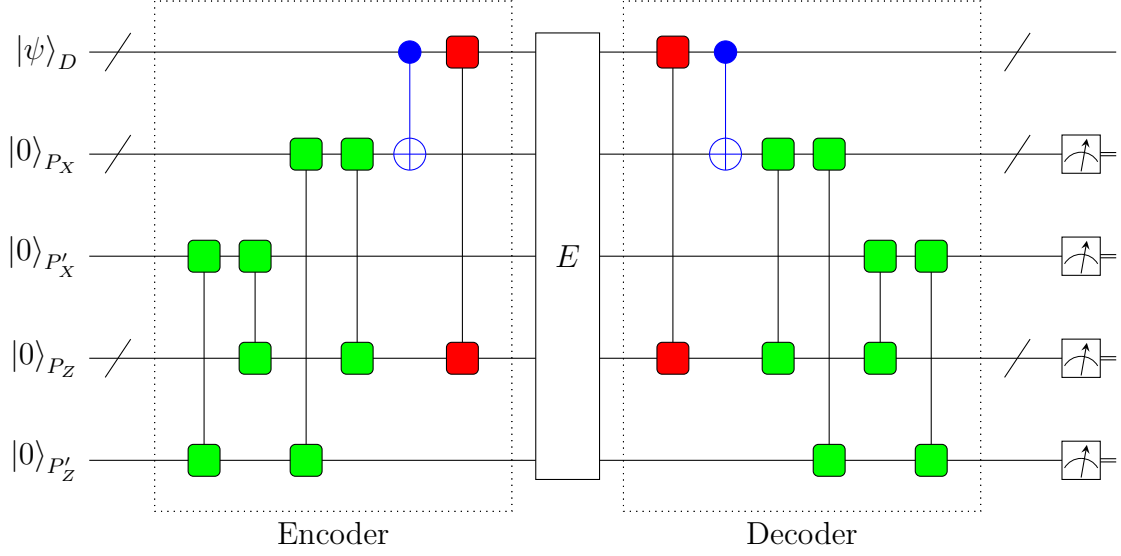 |ψ⟩_D
|0⟩_{P_X}
|0⟩_{P'_X}
E
|0⟩_{P_Z}
|0⟩_{P'_Z}
Encoder
Decoder